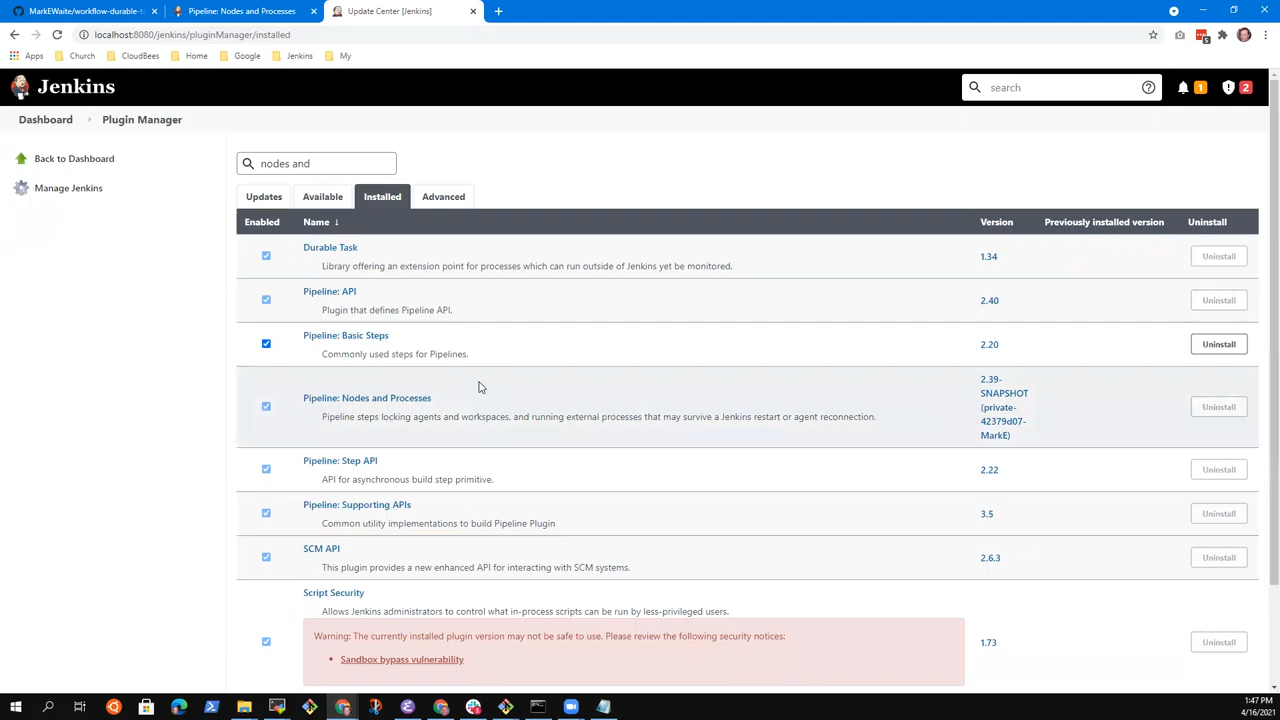 MarkEWaite/workflow-durable-t
Pipeline: Nodes and Processes
Update Center [Jenkins]
localhost:8080/jenkins/pluginManager/installed
5
Apps
Church
CloudBees
Home
Google
Jenkins
My
Jenkins
search
1
2
Dashboard
Plugin Manager
Back to Dashboard
Manage Jenkins
nodes and
Updates
Available
Installed
Advanced
Enabled
Name ↓
Version
Previously installed version
Uninstall
Durable Task
Library offering an extension point for processes which can run outside of Jenkins yet be monitored.
1.34
Uninstall
Pipeline: API
Plugin that defines Pipeline API.
2.40
Uninstall
Pipeline: Basic Steps
Commonly used steps for Pipelines.
2.20
Uninstall
Pipeline: Nodes and Processes
Pipeline steps locking agents and workspaces, and running external processes that may survive a Jenkins restart or agent reconnection.
2.39-
SNAPSHOT
(private-
42379d07-
MarkE)
Uninstall
Pipeline: Step API
API for asynchronous build step primitive.
2.22
Uninstall
Pipeline: Supporting APIs
Common utility implementations to build Pipeline Plugin
3.5
Uninstall
SCM API
This plugin provides a new enhanced API for interacting with SCM systems.
2.6.3
Uninstall
Script Security
Allows Jenkins administrators to control what in-process scripts can be run by less-privileged users.
Warning: The currently installed plugin version may not be safe to use. Please review the following security notices:
• Sandbox bypass vulnerability
1.73
Uninstall
1:47 PM
4/16/2021